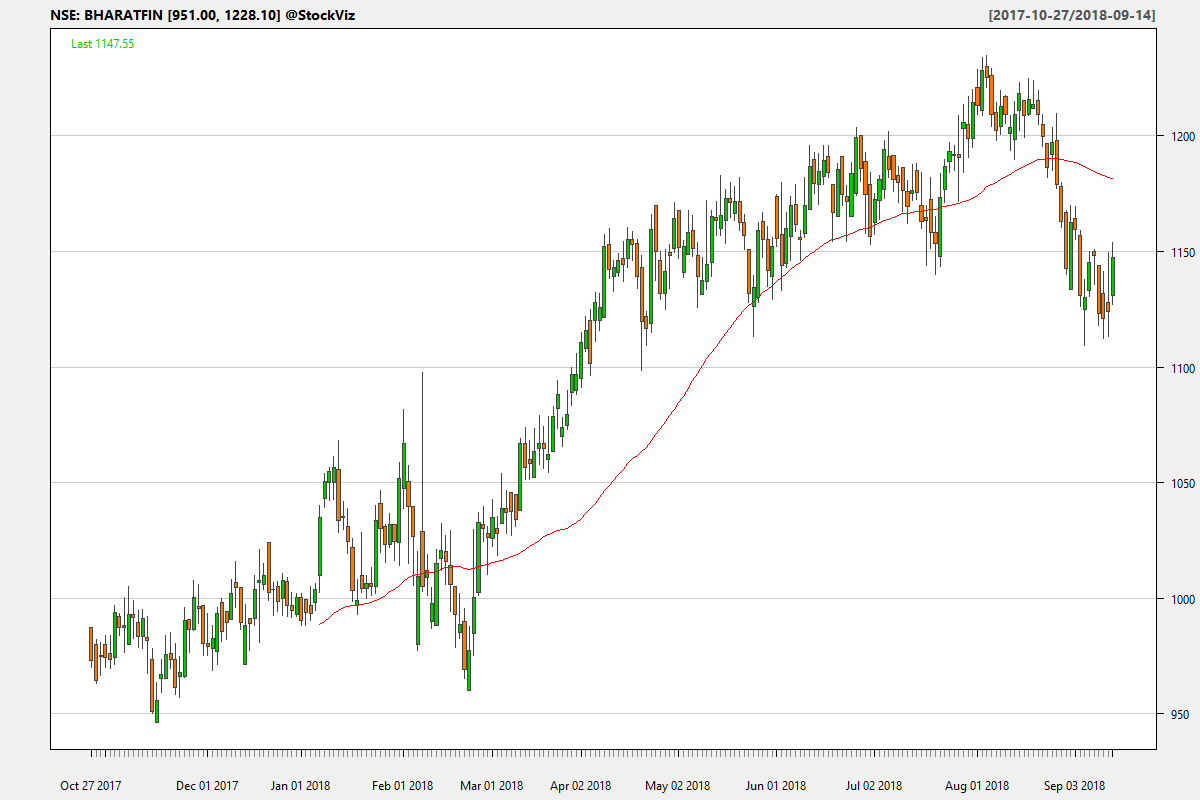 NSE: BHARATFIN [951.00, 1228.10] @StockViz
[2017-10-27/2018-09-14]
Last 1147.55
1200
1150
1100
1050
1000
950
Oct 27 2017
Dec 01 2017
Jan 01 2018
Feb 01 2018
Mar 01 2018
Apr 02 2018
May 02 2018
Jun 01 2018
Jul 02 2018
Aug 01 2018
Sep 03 2018